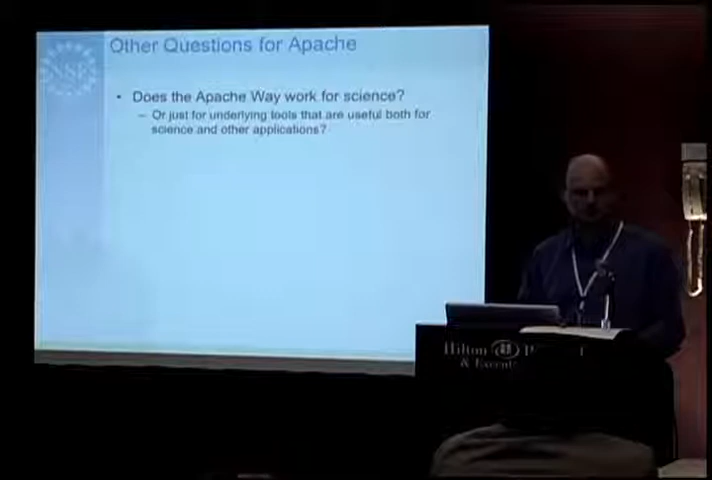 NSF
Other Questions for Apache
• Does the Apache Way work for science?
– Or just for underlying tools that are useful both for
science and other applications?
Hilton